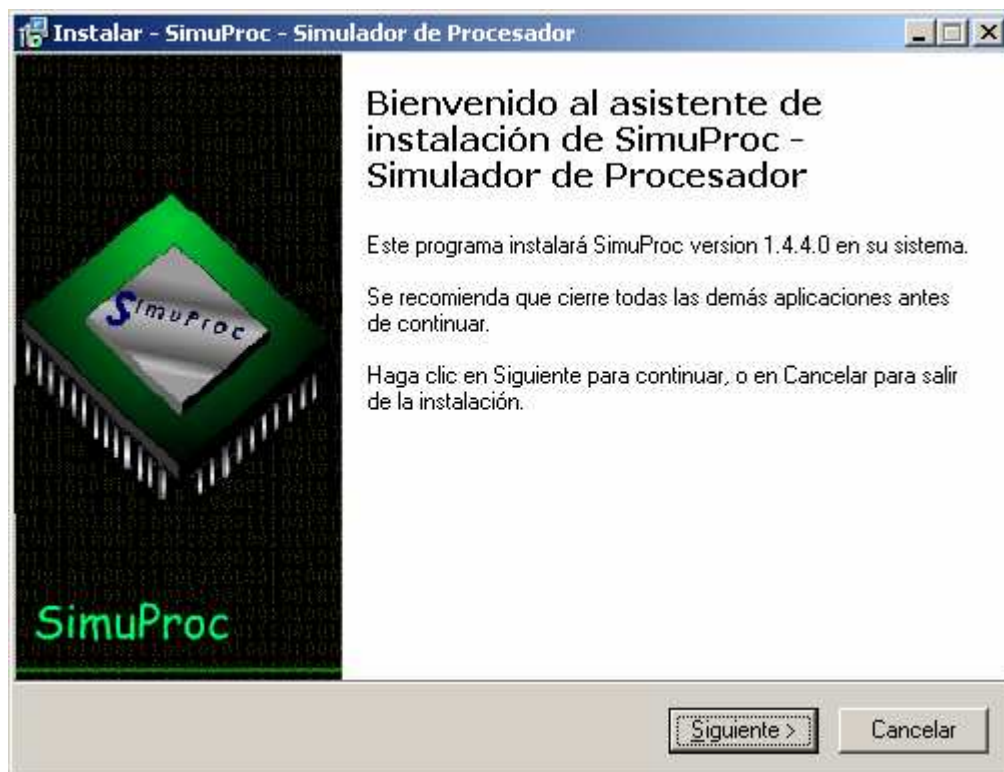 Instalar - SimuProc - Simulador de Procesador
Bienvenido al asistente de
instalación de SimuProc -
Simulador de Procesador
Este programa instalará SimuProc version 1.4.4.0 en su sistema.
Se recomienda que cierre todas las demás aplicaciones antes
de continuar.
Haga clic en Siguiente para continuar, o en Cancelar para salir
de la instalación.
SimuProc
SimuProc
Siguiente >
Cancelar